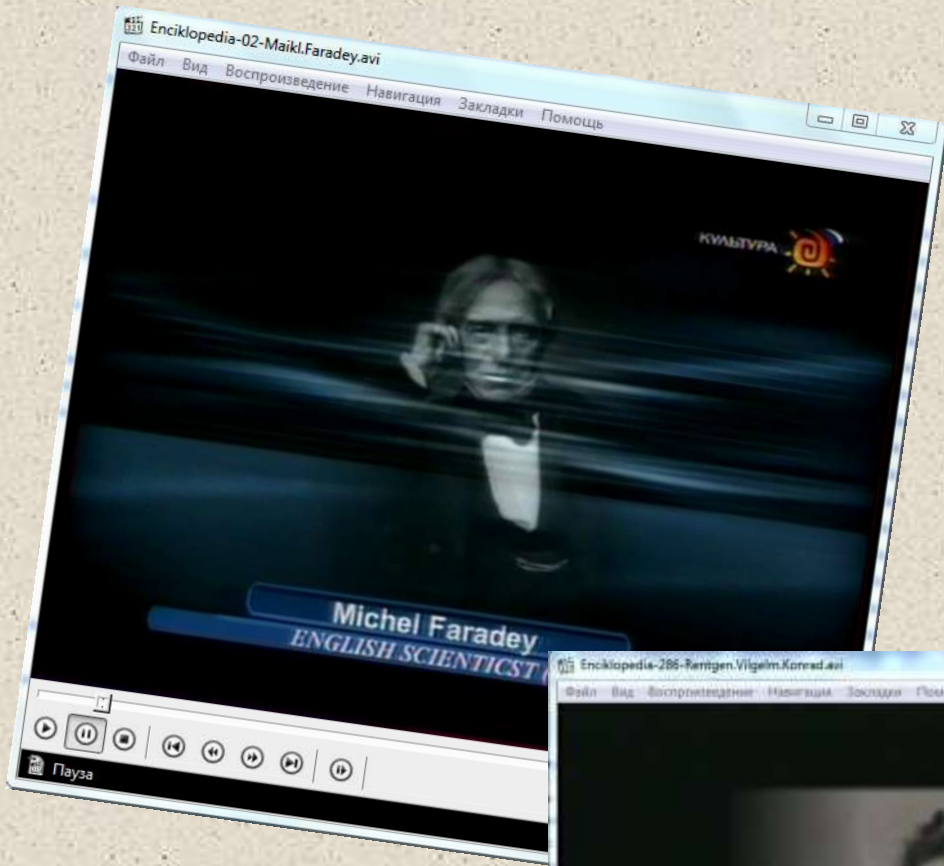 Enciklopedia-02-Maikl.Faradey.avi
Файл Вид Воспроизведение Навигация Закладки Помощь
КУЛЬТУРА
Michel Faradey
ENGLISH SCIENTICST (
Пауза
Enciklopedia-286-Rentgen.Vilgelm.Konrad.avi
Файл Вид Воспроизведение Навигация Закладки Пом